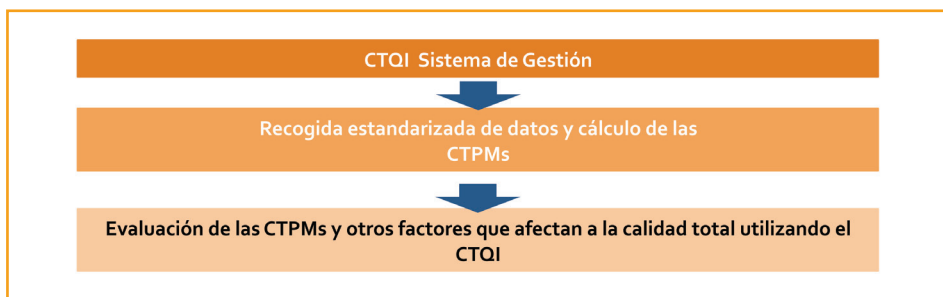 CTQI Sistema de Gestión
Recogida estandarizada de datos y cálculo de las
CTPMs
Evaluación de las CTPMs y otros factores que afectan a la calidad total utilizando el
CTQI